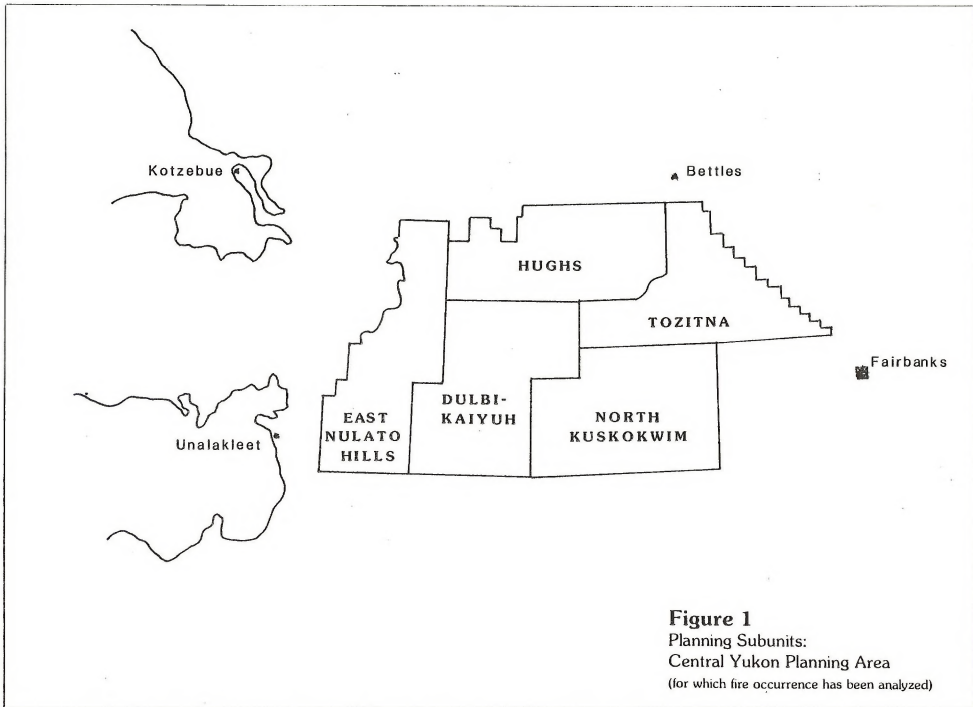 Kotzebue
Bettles
HUGHS
TOZITNA
Fairbanks
DULBI-
KAIYUH
EAST
NULATO
HILLS
NORTH
KUSKOKWIM
Unalakleet
Figure 1
Planning Subunits:
Central Yukon Planning Area
(for which fire occurrence has been analyzed)